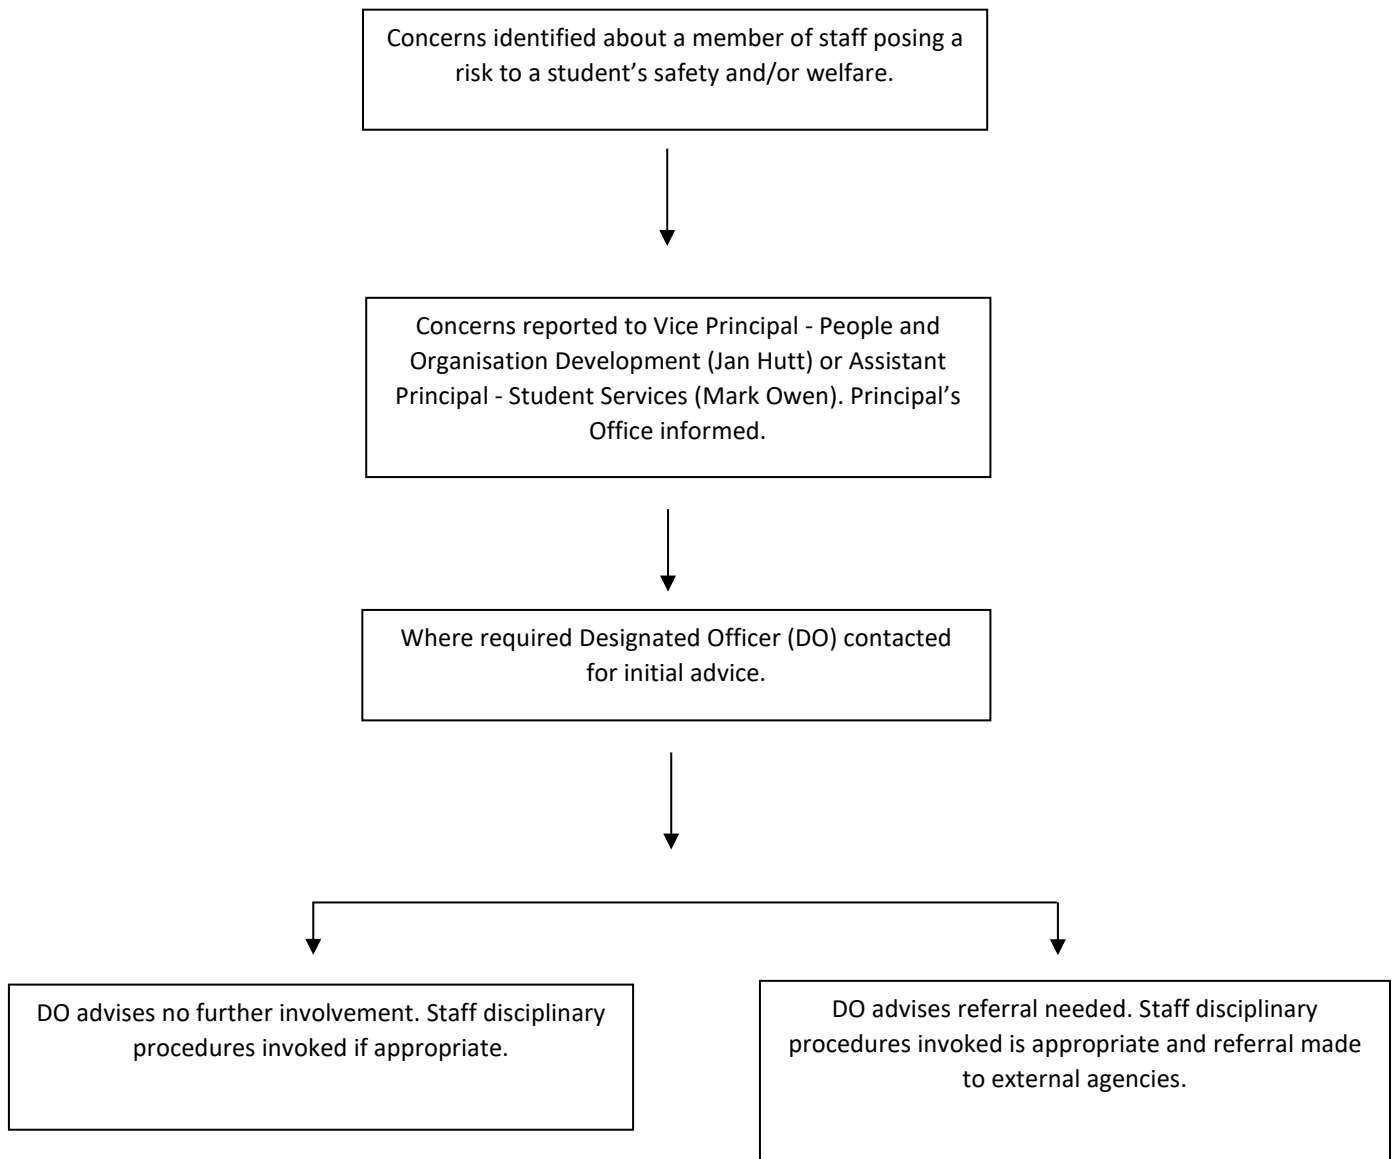 Concerns identified about a member of staff posing a
risk to a student’s safety and/or welfare.
Concerns reported to Vice Principal - People and
Organisation Development (Jan Hutt) or Assistant
Principal - Student Services (Mark Owen). Principal’s
Office informed.
Where required Designated Officer (DO) contacted
for initial advice.
DO advises no further involvement. Staff disciplinary
procedures invoked if appropriate.
DO advises referral needed. Staff disciplinary
procedures invoked is appropriate and referral made
to external agencies.